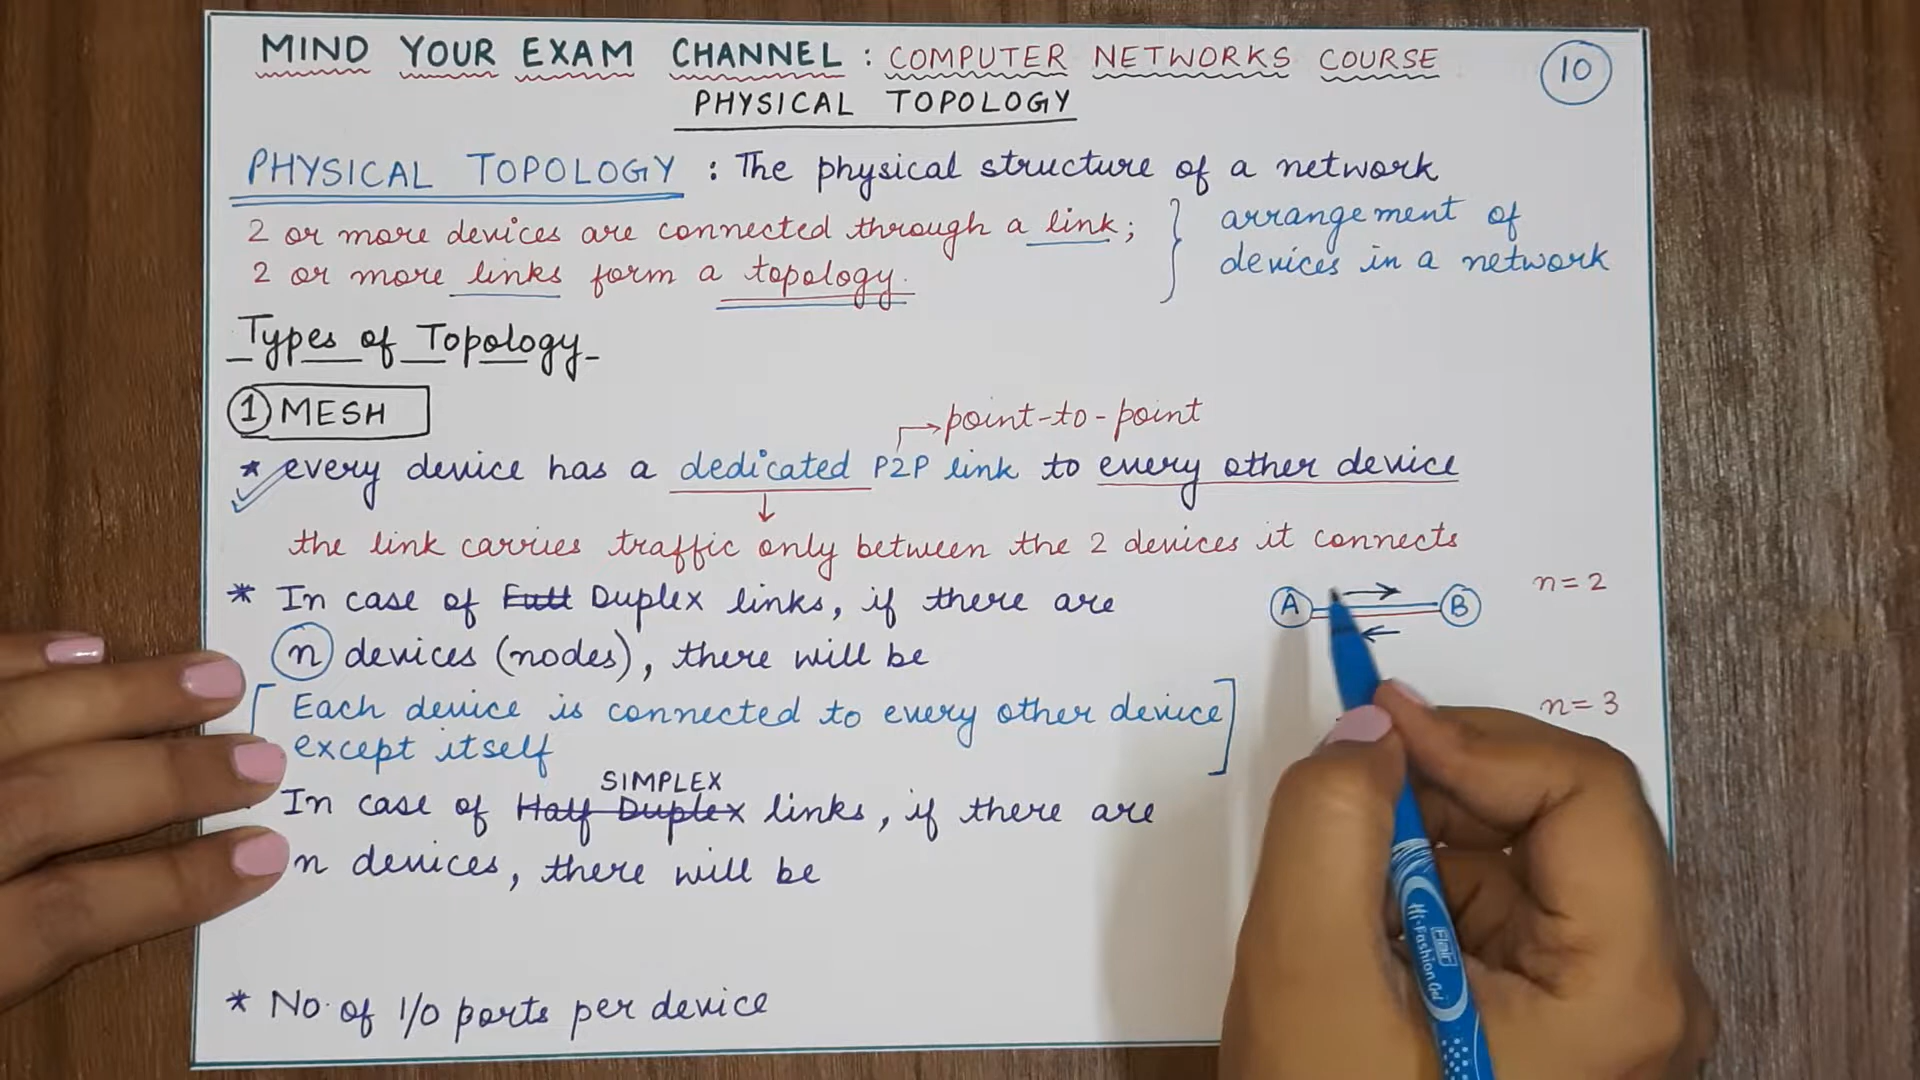 MIND YOUR EXAM CHANNEL : COMPUTER NETWORKS COURSE
10
PHYSICAL TOPOLOGY
PHYSICAL TOPOLOGY : The physical structure of a network
2 or more devices are connected through a link;
2 or more links form a topology.
arrangement of
devices in a network
Types of Topology
1 MESH
point-to-point
* every device has a dedicated P2P link to every other device
the link carries traffic only between the 2 devices it connects
* In case of Full Duplex links, if there are
n devices (nodes), there will be
A B n=2
[Each device is connected to every other device
except itself]
n=3
SIMPLEX
In case of Half Duplex links, if there are
n devices, there will be
* No. of I/O ports per device
Flair
Hi-Fashion Gel